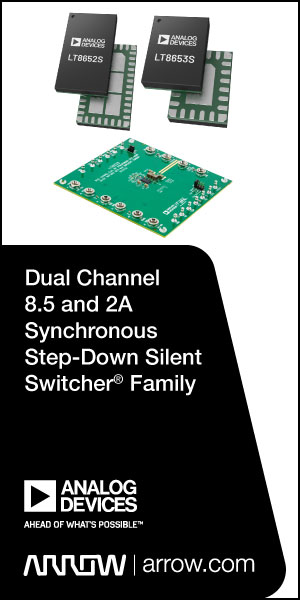 ANALOG
DEVICES
LT8652S
ANALOG
DEVICES
LT8653S
Dual Channel
8.5 and 2A
Synchronous
Step-Down Silent
Switcher® Family
ANALOG
DEVICES
AHEAD OF WHAT'S POSSIBLE™
ARROW | arrow.com